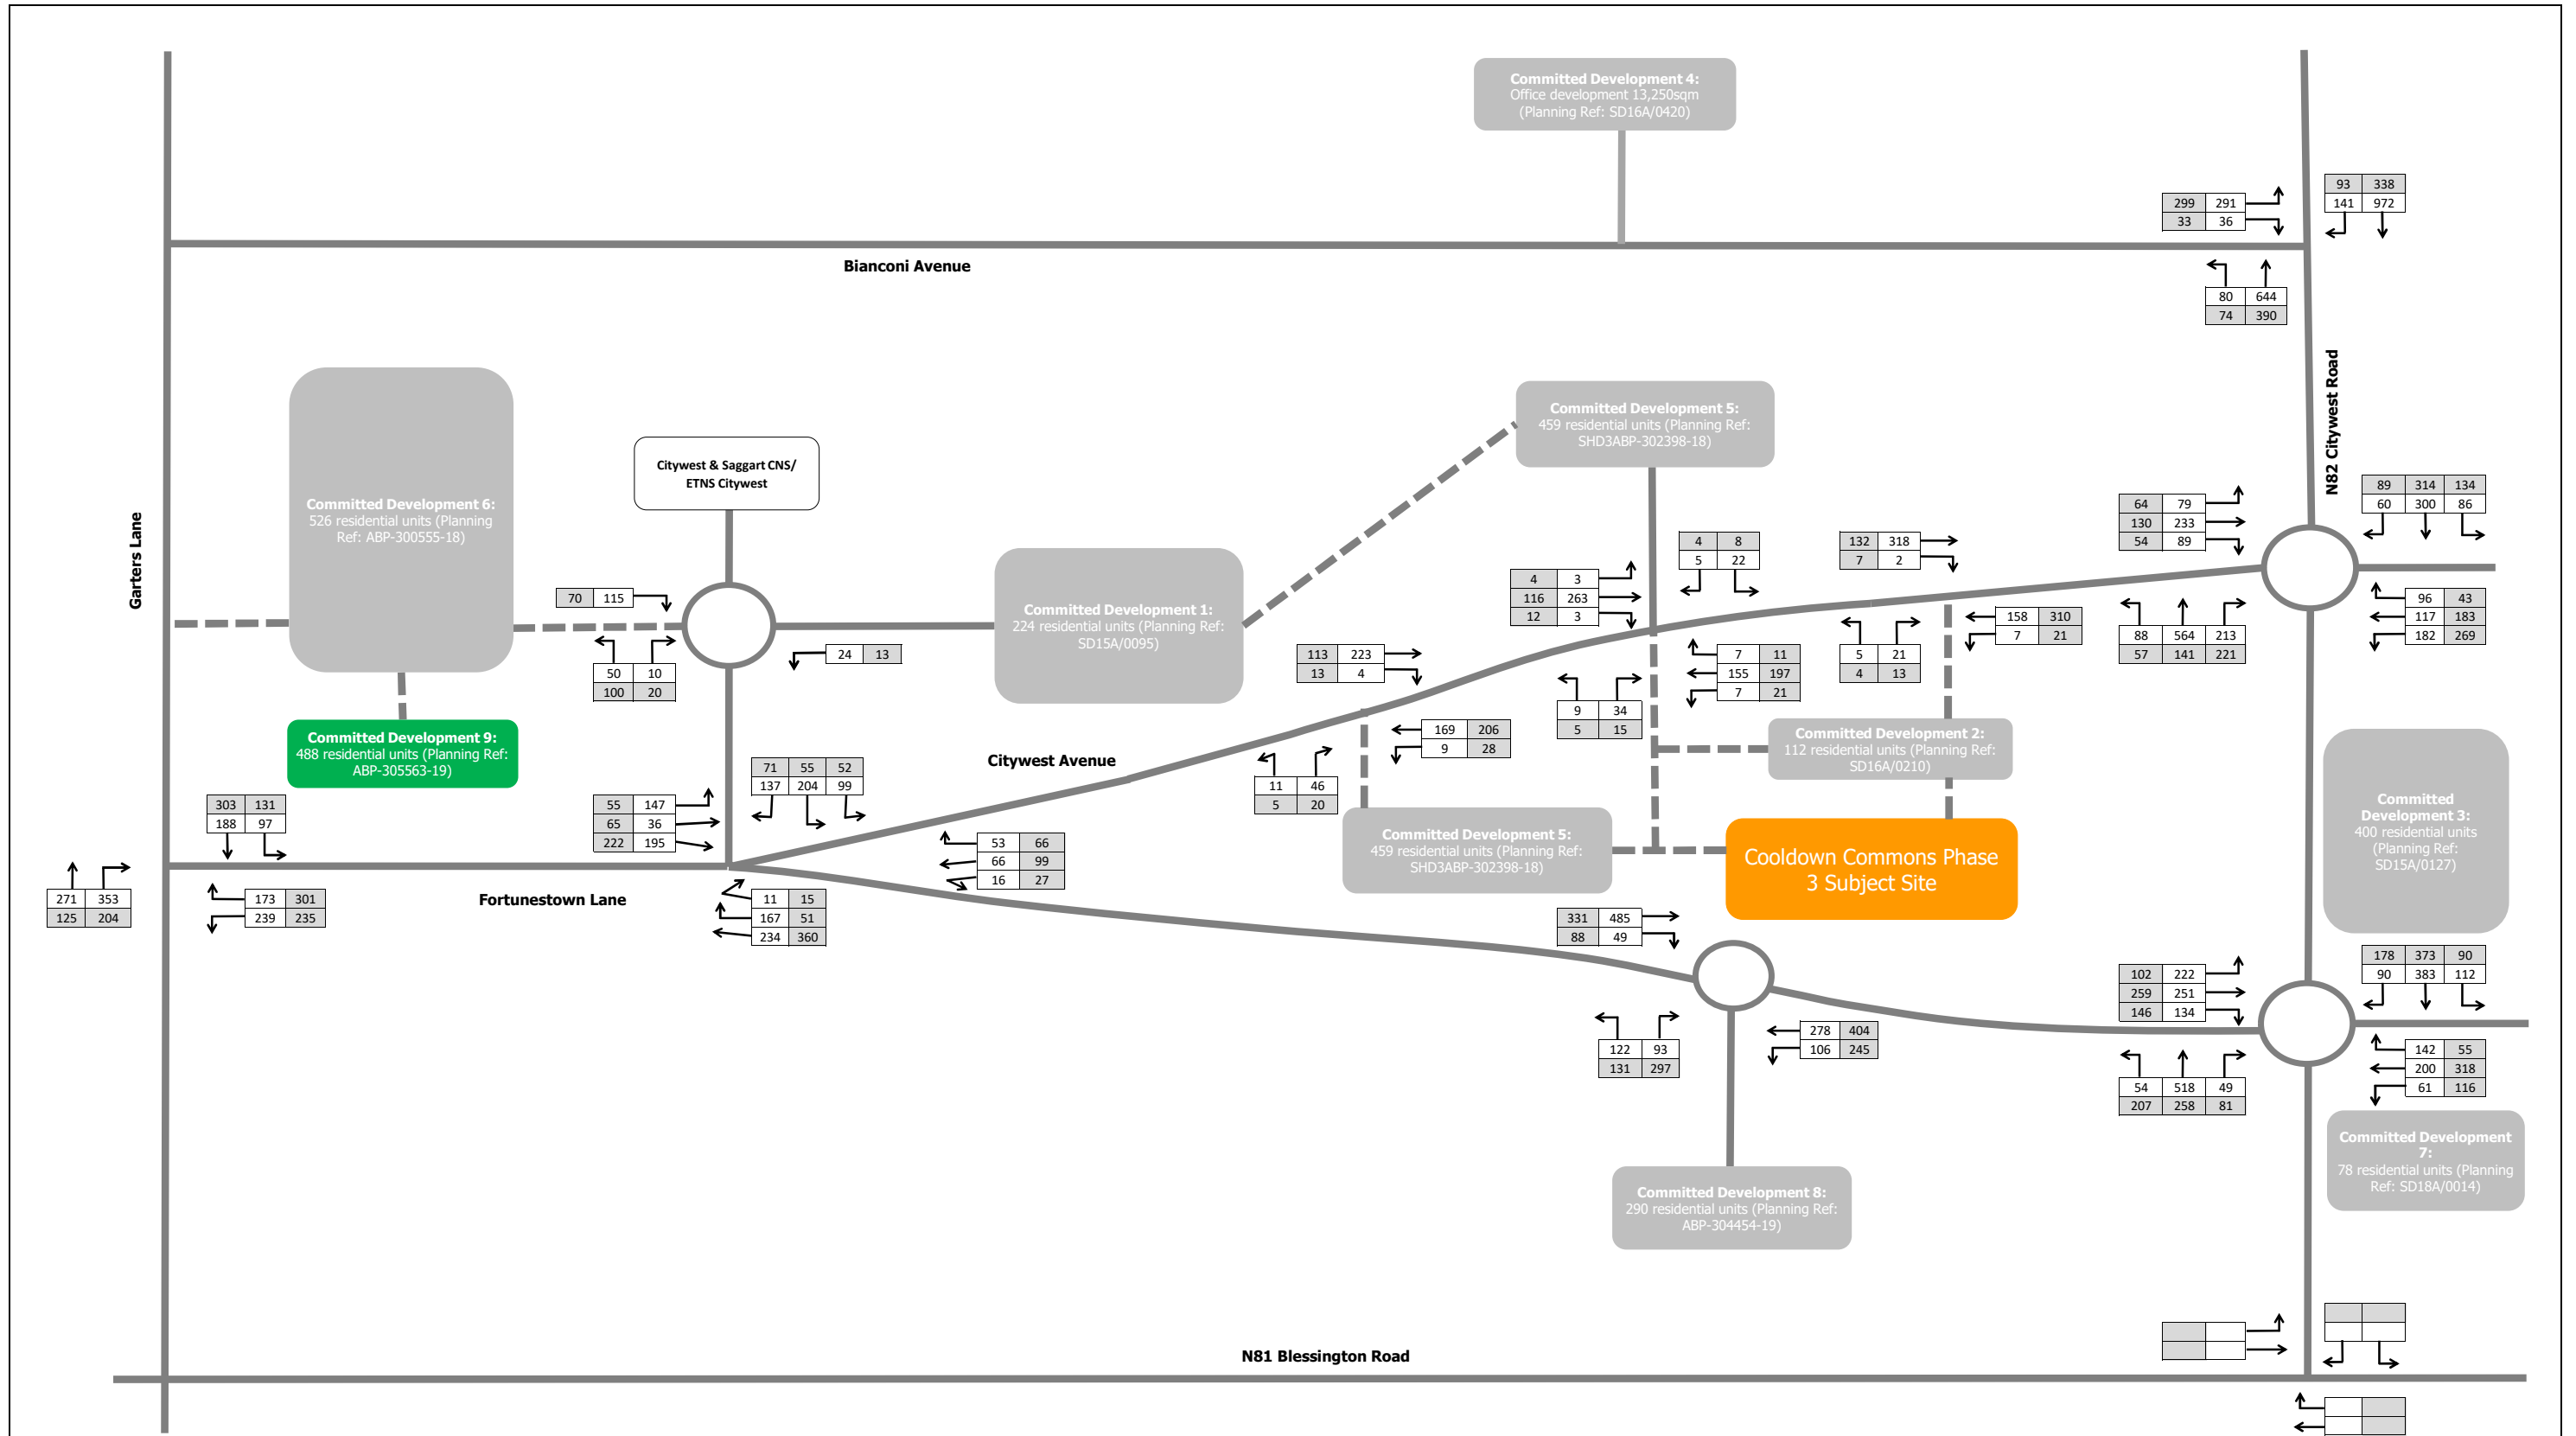 Committed Development 4:
Office development 13,250sqm
(Planning Ref: SD16A/0420)
93 338
141 972
299 291
33 36
Bianconi Avenue
80 644
74 390
N82 Citywest Road
Garters Lane
Committed Development 6:
526 residential units (Planning
Ref: ABP-300555-18)
Citywest & Saggart CNS/
ETNS Citywest
Committed Development 5:
459 residential units (Planning Ref:
SHD3ABP-302398-18)
89 314 134
60 300 86
64 79
130 233
54 89
4 8
5 22
132 318
7 2
4 3
116 263
12 3
70 115
Committed Development 1:
224 residential units (Planning Ref:
SD15A/0095)
96 43
117 183
182 269
88 564 213
57 141 221
158 310
7 21
5 21
4 13
7 11
155 197
7 21
113 223
13 4
24 13
50 10
100 20
9 34
5 15
169 206
9 28
Committed Development 2:
112 residential units (Planning Ref:
SD16A/0210)
Committed Development 9:
488 residential units (Planning Ref:
ABP-305563-19)
Citywest Avenue
71 55 52
137 204 99
11 46
5 20
303 131
188 97
55 147
65 36
222 195
Committed
Development 3:
400 residential units
(Planning Ref:
SD15A/0127)
Committed Development 5:
459 residential units (Planning Ref:
SHD3ABP-302398-18)
Cooldown Commons Phase
3 Subject Site
53 66
66 99
16 27
271 353
125 204
173 301
239 235
Fortunestown Lane
11 15
167 51
234 360
331 485
88 49
178 373 90
90 383 112
102 222
259 251
146 134
278 404
106 245
122 93
131 297
142 55
200 318
61 116
54 518 49
207 258 81
Committed Development
7:
78 residential units (Planning
Ref: SD18A/0014)
Committed Development 8:
290 residential units (Planning Ref:
ABP-304454-19)
N81 Blessington Road